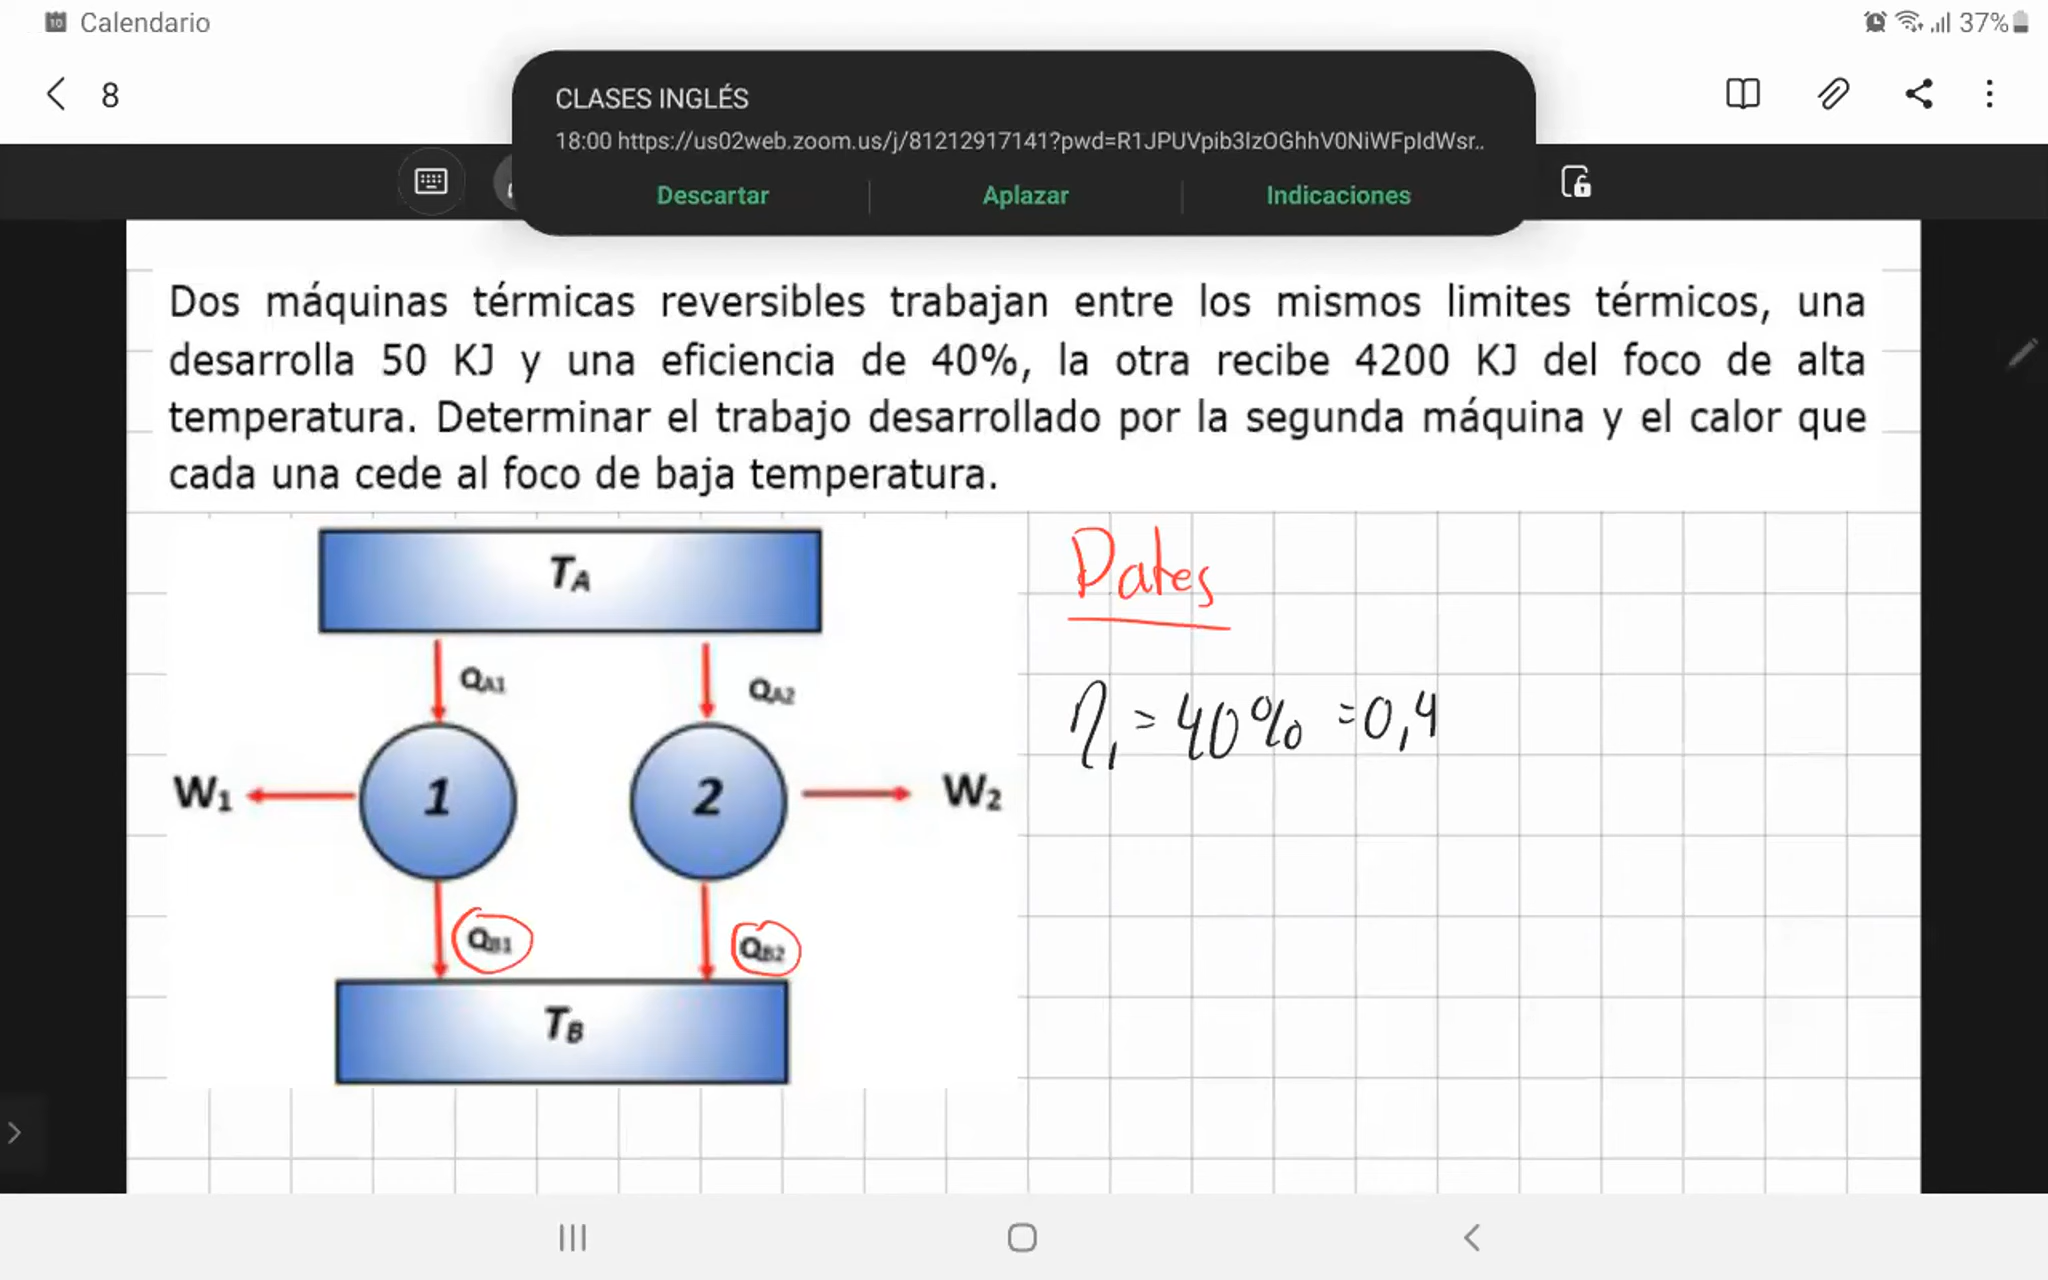 Calendario
37%
8
CLASES INGLÉS
18:00 https://us02web.zoom.us/j/81212917141?pwd=R1JPUVpib3IzOGhhV0NiWFpIdWsr..
Descartar
Aplazar
Indicaciones
Dos máquinas térmicas reversibles trabajan entre los mismos limites térmicos, una
desarrolla 50 KJ y una eficiencia de 40%, la otra recibe 4200 KJ del foco de alta
temperatura. Determinar el trabajo desarrollado por la segunda máquina y el calor que
cada una cede al foco de baja temperatura.
TA
QA1
QA2
W1
1
2
W2
QB1
QB2
TB
Datos
η1 = 40% = 0,4